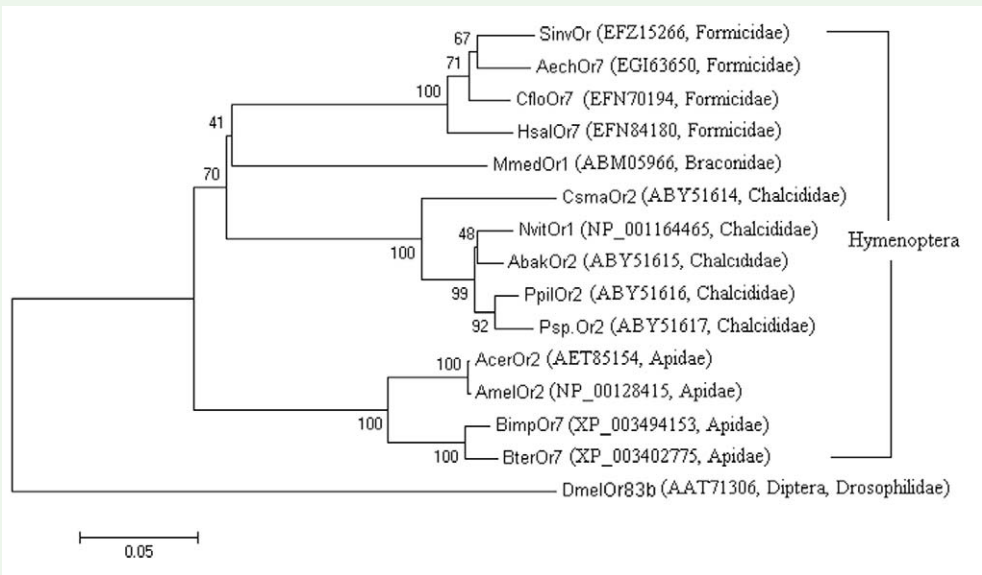 67
SinvOr (EFZ15266, Formicidae)
71
AechOr7 (EGI63650, Formicidae)
100
CfloOr7 (EFN70194, Formicidae)
41
HsalOr7 (EFN84180, Formicidae)
MmedOr1 (ABM05966, Braconidae)
70
CsmaOr2 (ABY51614, Chalcididae)
48
NvitOr1 (NP_001164465, Chalcididae)
Hymenoptera
100
AbakOr2 (ABY51615, Chalcididae)
99
PpilOr2 (ABY51616, Chalcididae)
92
Psp.Or2 (ABY51617, Chalcididae)
100
AcerOr2 (AET85154, Apidae)
AmelOr2 (NP_00128415, Apidae)
100
BimpOr7 (XP_003494153, Apidae)
100
BterOr7 (XP_003402775, Apidae)
DmelOr83b (AAT71306, Diptera, Drosophilidae)
0.05